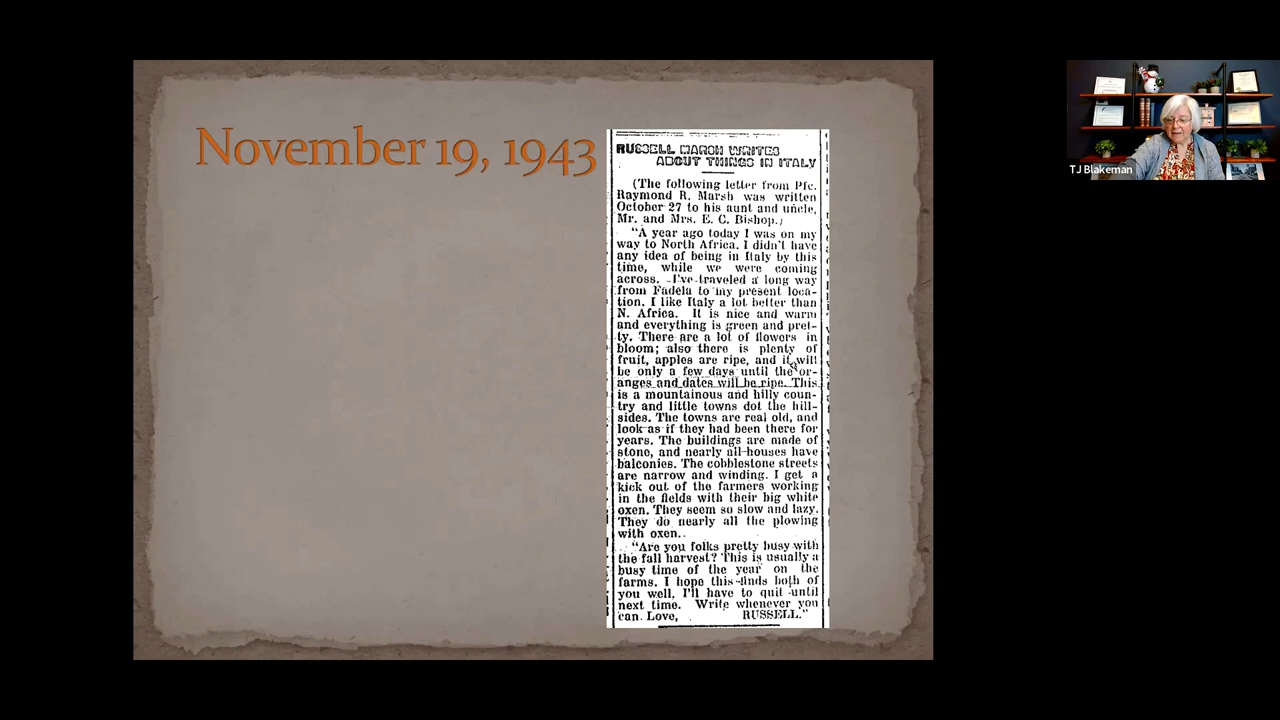 November 19, 1943
RUSSELL MARSH WRITES
ABOUT THINGS IN ITALY
(The following letter from Pfc.
Raymond R. Marsh was written
October 27 to his aunt and uncle,
Mr. and Mrs. E. C. Bishop.)
"A year ago today I was on my
way to North Africa. I didn't have
any idea of being in Italy by this
time, while we were coming
across. I've traveled a long way
from Fadela to my present loca-
tion. I like Italy a lot better than
N. Africa. It is nice and warm
and everything is green and pret-
ty. There are a lot of flowers in
bloom; also there is plenty of
fruit, apples are ripe, and it will
be only a few days until the or-
anges and dates will be ripe. This
is a mountainous and hilly coun-
try and little towns dot the hill-
sides. The towns are real old, and
look as if they had been there for
years. The buildings are made of
stone, and nearly all houses have
balconies. The cobblestone streets
are narrow and winding. I get a
kick out of the farmers working
in the fields with their big white
oxen. They seem so slow and lazy.
They do nearly all the plowing
with oxen.
"Are you folks pretty busy with
the fall harvest? This is usually a
busy time of the year on the
farms. I hope this finds both of
you well. I'll have to quit until
next time. Write whenever you
can. Love, RUSSELL."
TJ Blakeman